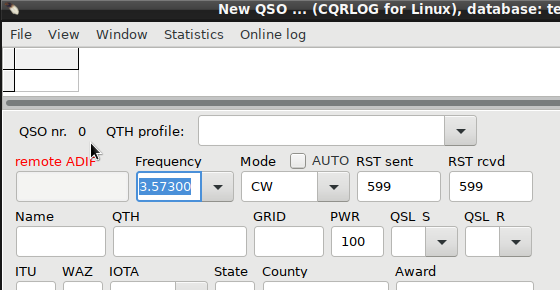 New QSO ... (CQRLOG for Linux), database: te
File View Window Statistics Online log
QSO nr. 0 QTH profile:
remote ADIF Frequency Mode AUTO RST sent RST rcvd
3.57300 CW 599 599
Name QTH GRID PWR QSL S QSL R
100
ITU WAZ IOTA State County Award